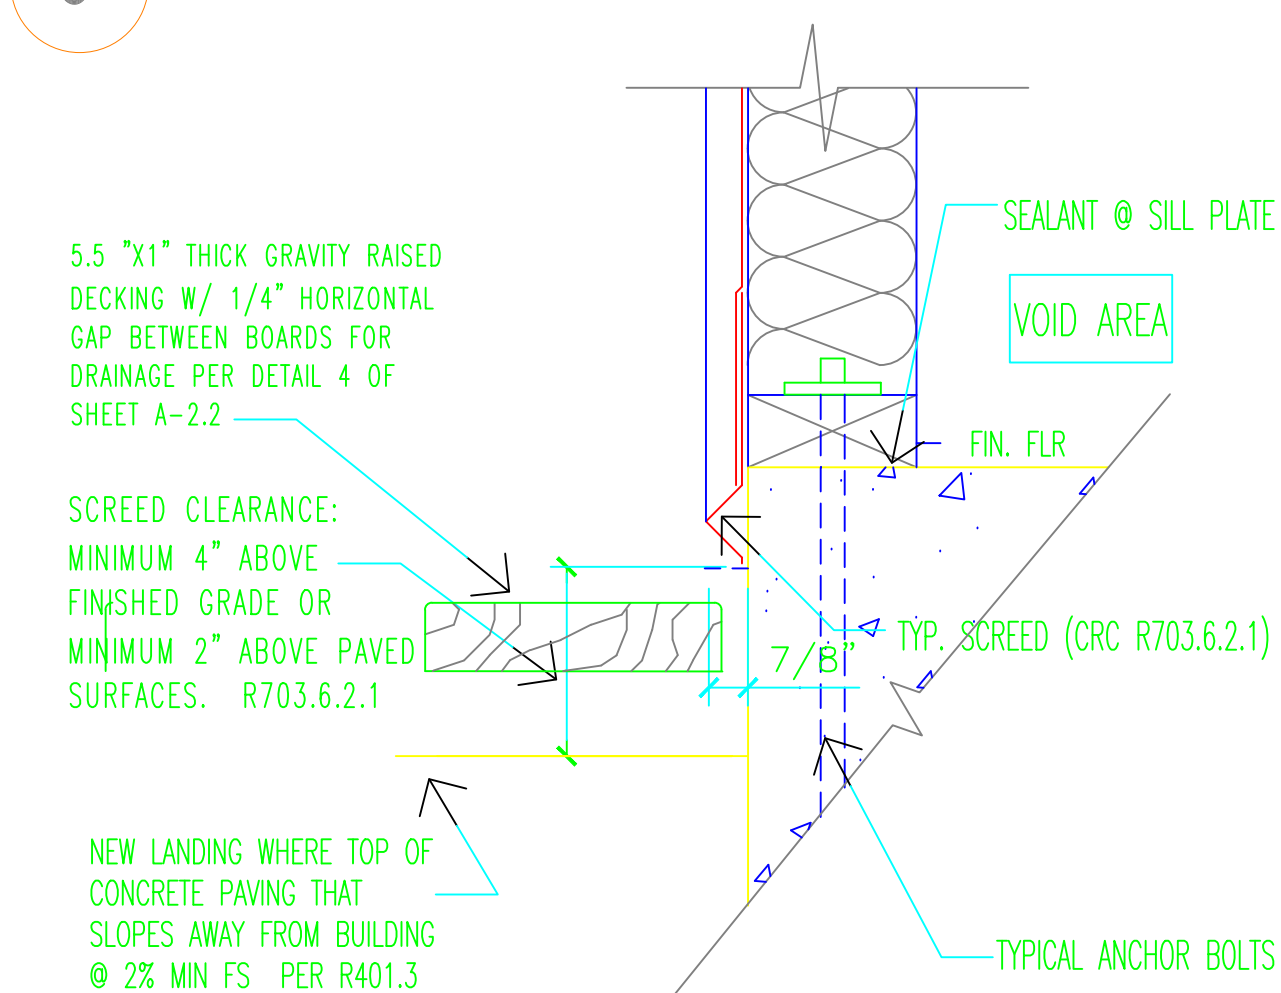 5.5 "X1" THICK GRAVITY RAISED
DECKING W/ 1/4" HORIZONTAL
GAP BETWEEN BOARDS FOR
DRAINAGE PER DETAIL 4 OF
SHEET A-2.2
SCREED CLEARANCE:
MINIMUM 4" ABOVE
FINISHED GRADE OR
MINIMUM 2" ABOVE PAVED
SURFACES. R703.6.2.1
NEW LANDING WHERE TOP OF
CONCRETE PAVING THAT
SLOPES AWAY FROM BUILDING
@ 2% MIN FS PER R401.3
SEALANT @ SILL PLATE
VOID AREA
FIN. FLR
TYP. SCREED (CRC R703.6.2.1)
7/8"
TYPICAL ANCHOR BOLTS